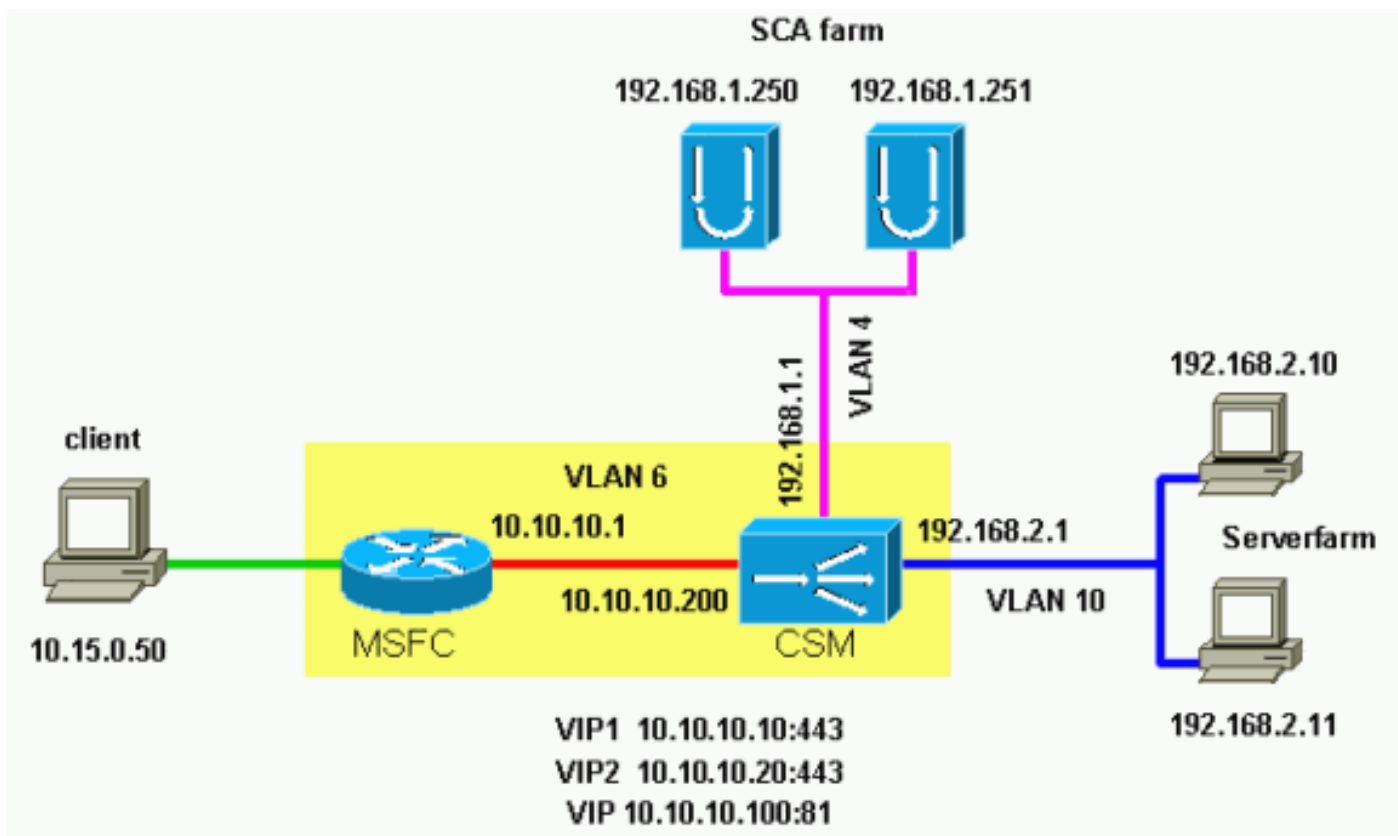 SCA farm
192.168.1.250
192.168.1.251
VLAN 4
192.168.1.1
192.168.2.10
client
VLAN 6
10.10.10.1
192.168.2.1
Serverfarm
10.10.10.200
VLAN 10
MSFC
CSM
10.15.0.50
192.168.2.11
VIP1 10.10.10.10:443
VIP2 10.10.10.20:443
VIP 10.10.10.100:81